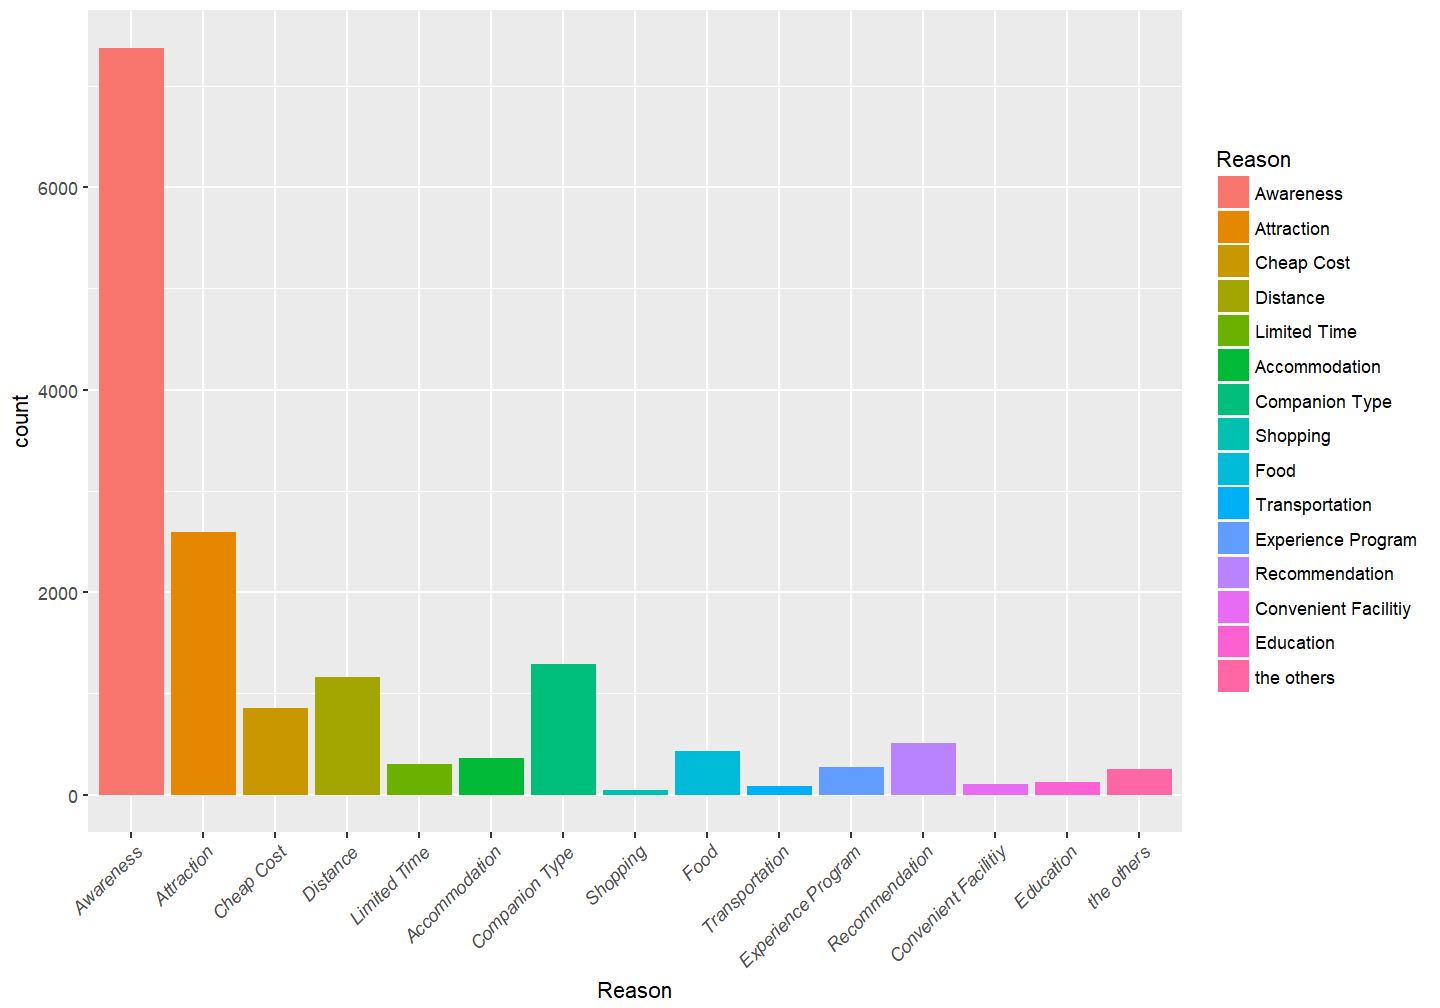 count
6000
4000
2000
0
Awareness
Attraction
Cheap Cost
Distance
Limited Time
Accommodation
Companion Type
Shopping
Food
Transportation
Experience Program
Recommendation
Convenient Facilitiy
Education
the others
Reason
Reason
Awareness
Attraction
Cheap Cost
Distance
Limited Time
Accommodation
Companion Type
Shopping
Food
Transportation
Experience Program
Recommendation
Convenient Facilitiy
Education
the others